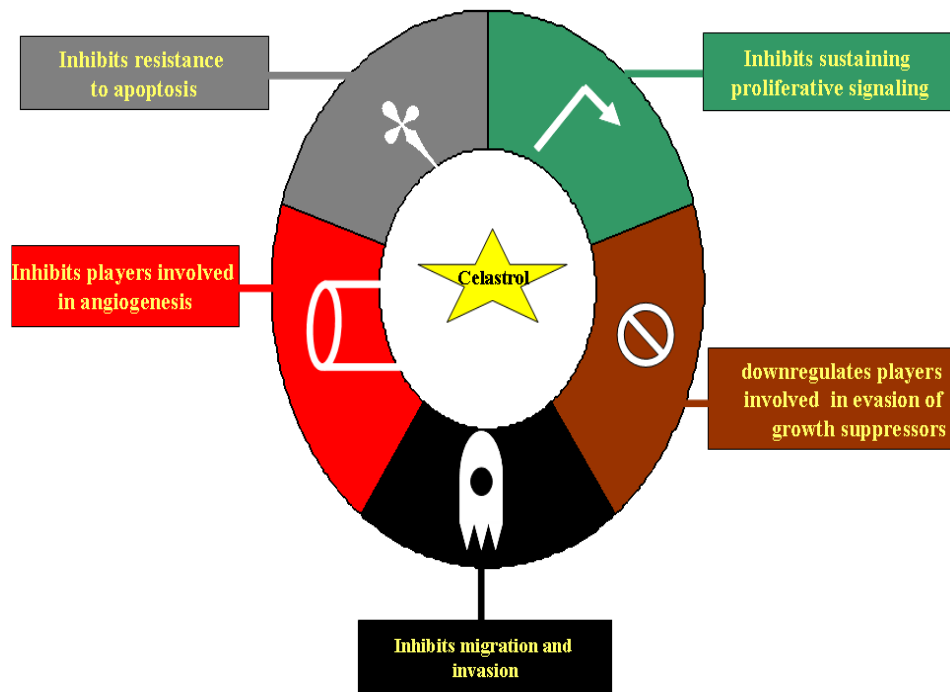 Inhibits resistance
to apoptosis
Inhibits sustaining
proliferative signaling
Inhibits players involved
in angiogenesis
Celastrol
downregulates players
involved in evasion of
growth suppressors
Inhibits migration and
invasion